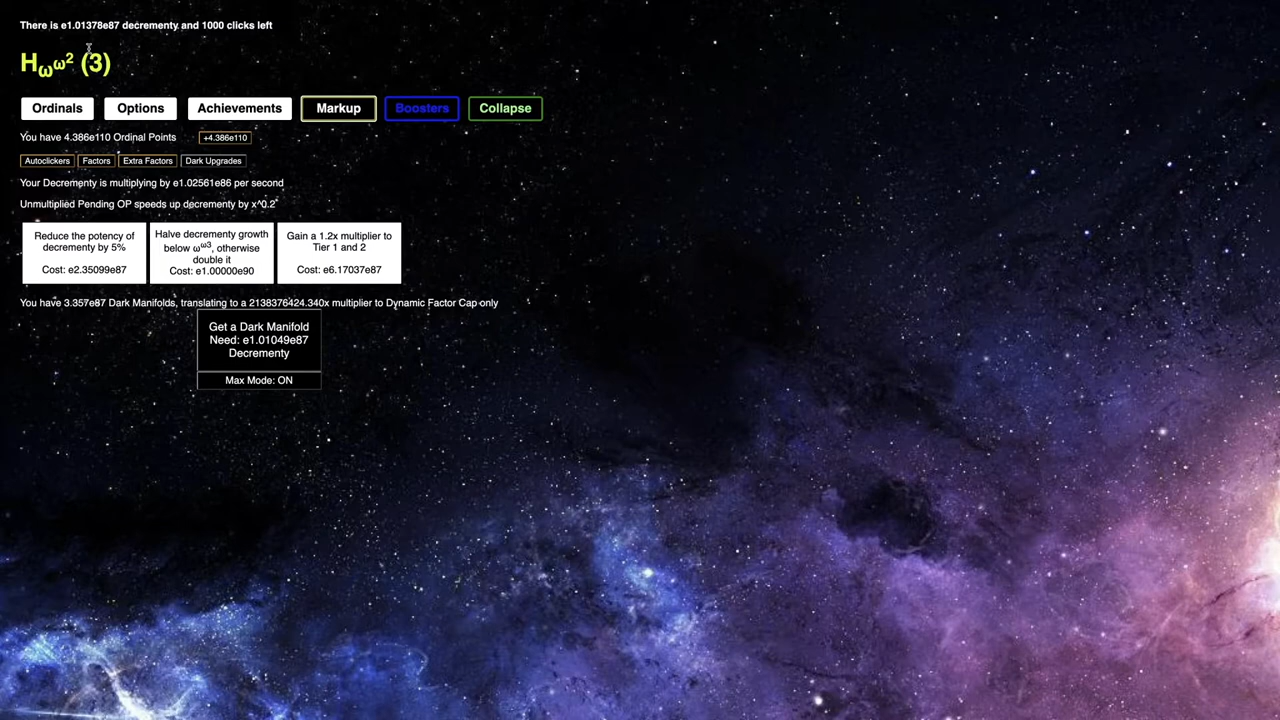 There is e1.01378e87 decrementy and 1000 clicks left
H_ω^ω^2 (3)
Ordinals Options Achievements Markup Boosters Collapse
You have 4.386e110 Ordinal Points +4.386e110
Autoclickers Factors Extra Factors Dark Upgrades
Your Decrementy is multiplying by e1.02561e86 per second
Unmultiplied Pending OP speeds up decrementy by x^0.2
Reduce the potency of
decrementy by 5%
Cost: e2.35099e87
Halve decrementy growth
below ω^ω3, otherwise
double it
Cost: e1.00000e90
Gain a 1.2x multiplier to
Tier 1 and 2
Cost: e6.17037e87
You have 3.357e87 Dark Manifolds, translating to a 2138376424.340x multiplier to Dynamic Factor Cap only
Get a Dark Manifold
Need: e1.01049e87
Decrementy
Max Mode: ON